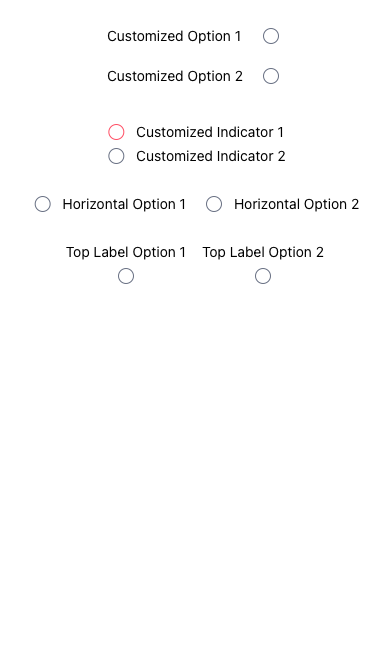 Customized Option 1
Customized Option 2
Customized Indicator 1
Customized Indicator 2
Horizontal Option 1 Horizontal Option 2
Top Label Option 1 Top Label Option 2